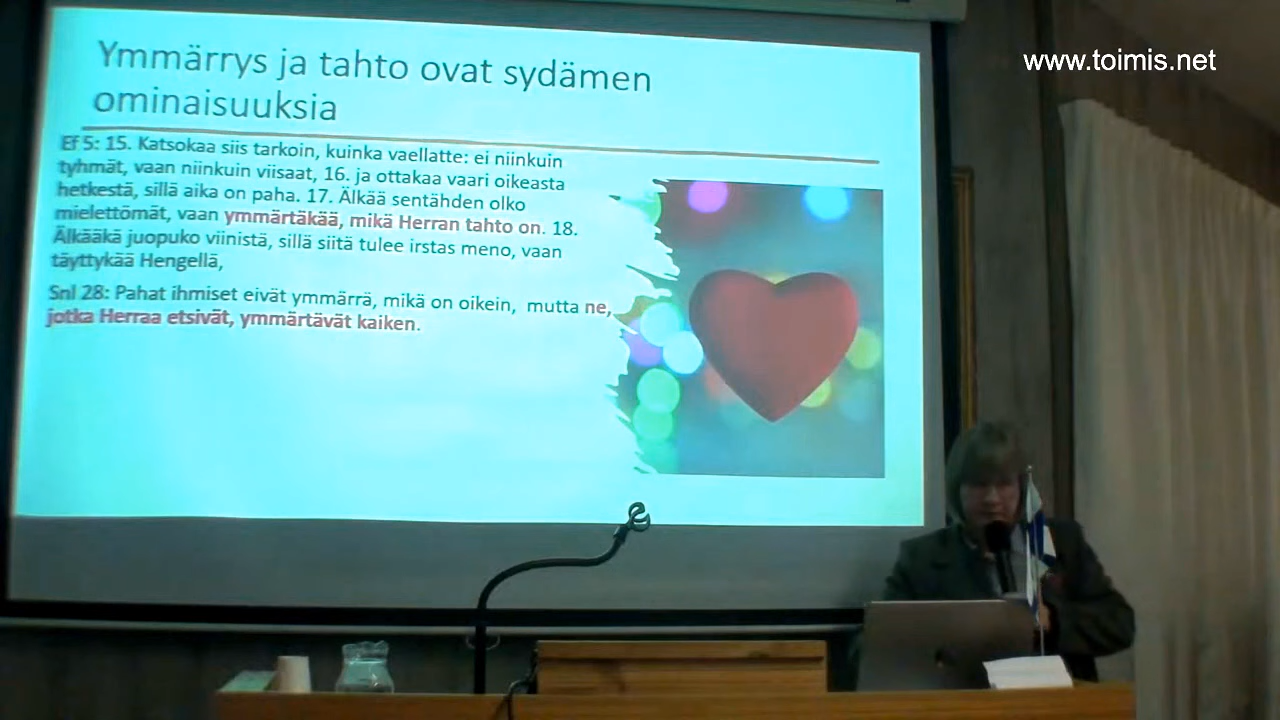 www.toimis.net
Ymmärrys ja tahto ovat sydämen
ominaisuuksia
Ef 5: 15. Katsokaa siis tarkoin, kuinka vaellatte: ei niinkuin
tyhmät, vaan niinkuin viisaat, 16. ja ottakaa vaari oikeasta
hetkestä, sillä aika on paha. 17. Älkää sentähden olko
mielettömät, vaan ymmärtäkää, mikä Herran tahto on. 18.
Älkääkä juopuko viinistä, sillä siitä tulee irstas meno, vaan
täyttykää Hengellä,
Snl 28: Pahat ihmiset eivät ymmärrä, mikä on oikein, mutta ne,
jotka Herraa etsivät, ymmärtävät kaiken.